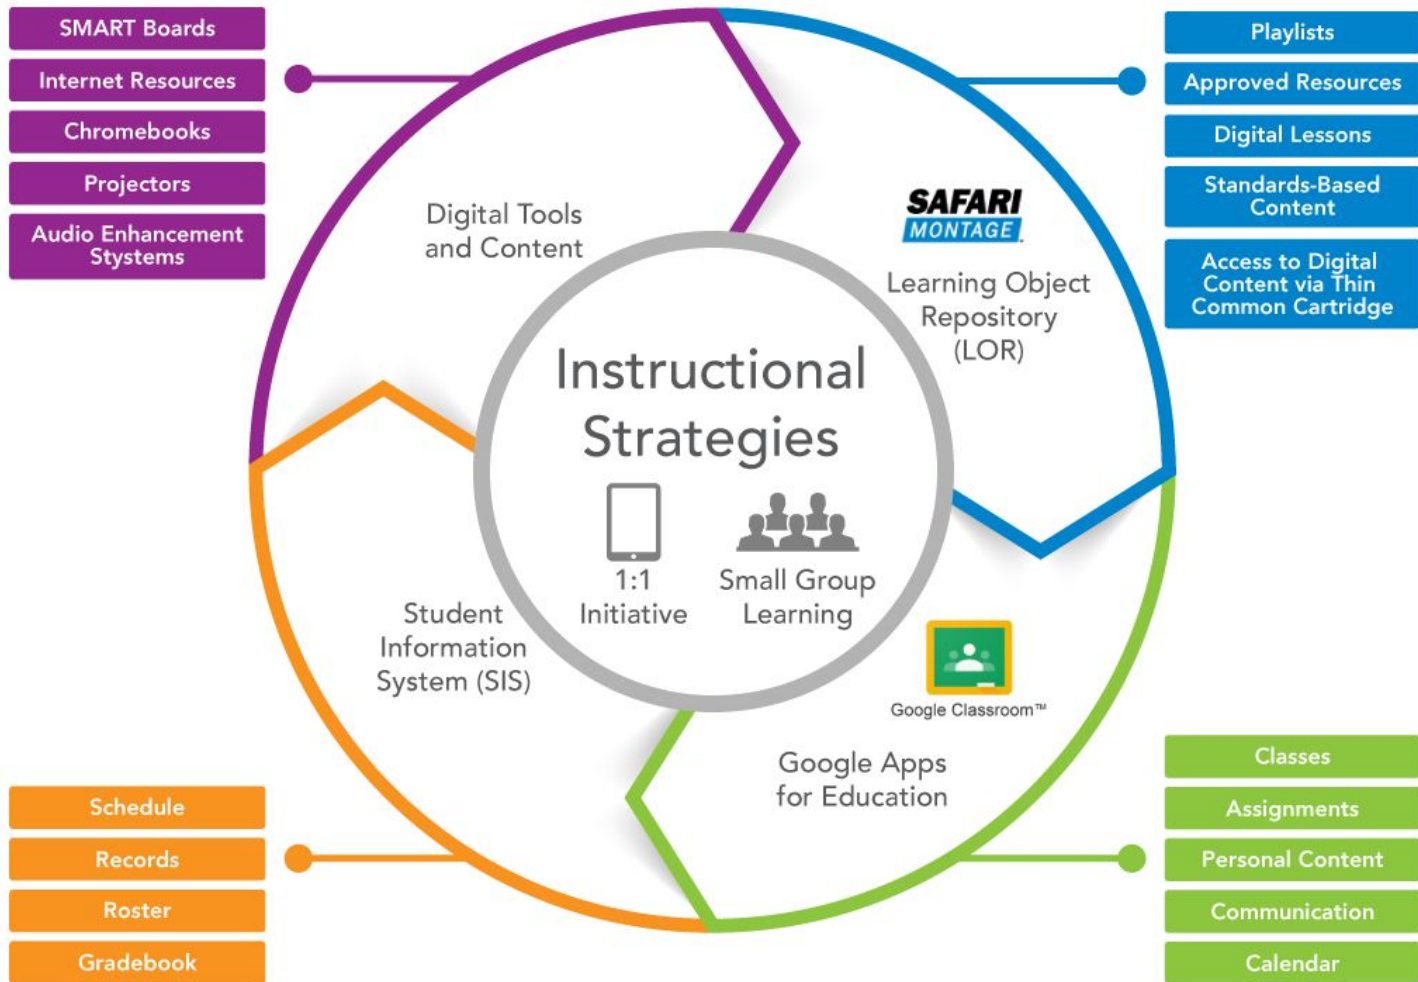 SMART Boards
Internet Resources
Chromebooks
Projectors
Audio Enhancement
Stystems
Digital Tools
and Content
Playlists
Approved Resources
Digital Lessons
Standards-Based
Content
Access to Digital
Content via Thin
Common Cartridge
SAFARI
MONTAGE
Learning Object
Repository
(LOR)
Instructional
Strategies
1:1
Initiative
Small Group
Learning
Student
Information
System (SIS)
Schedule
Records
Roster
Gradebook
Google Classroom™
Google Apps
for Education
Classes
Assignments
Personal Content
Communication
Calendar